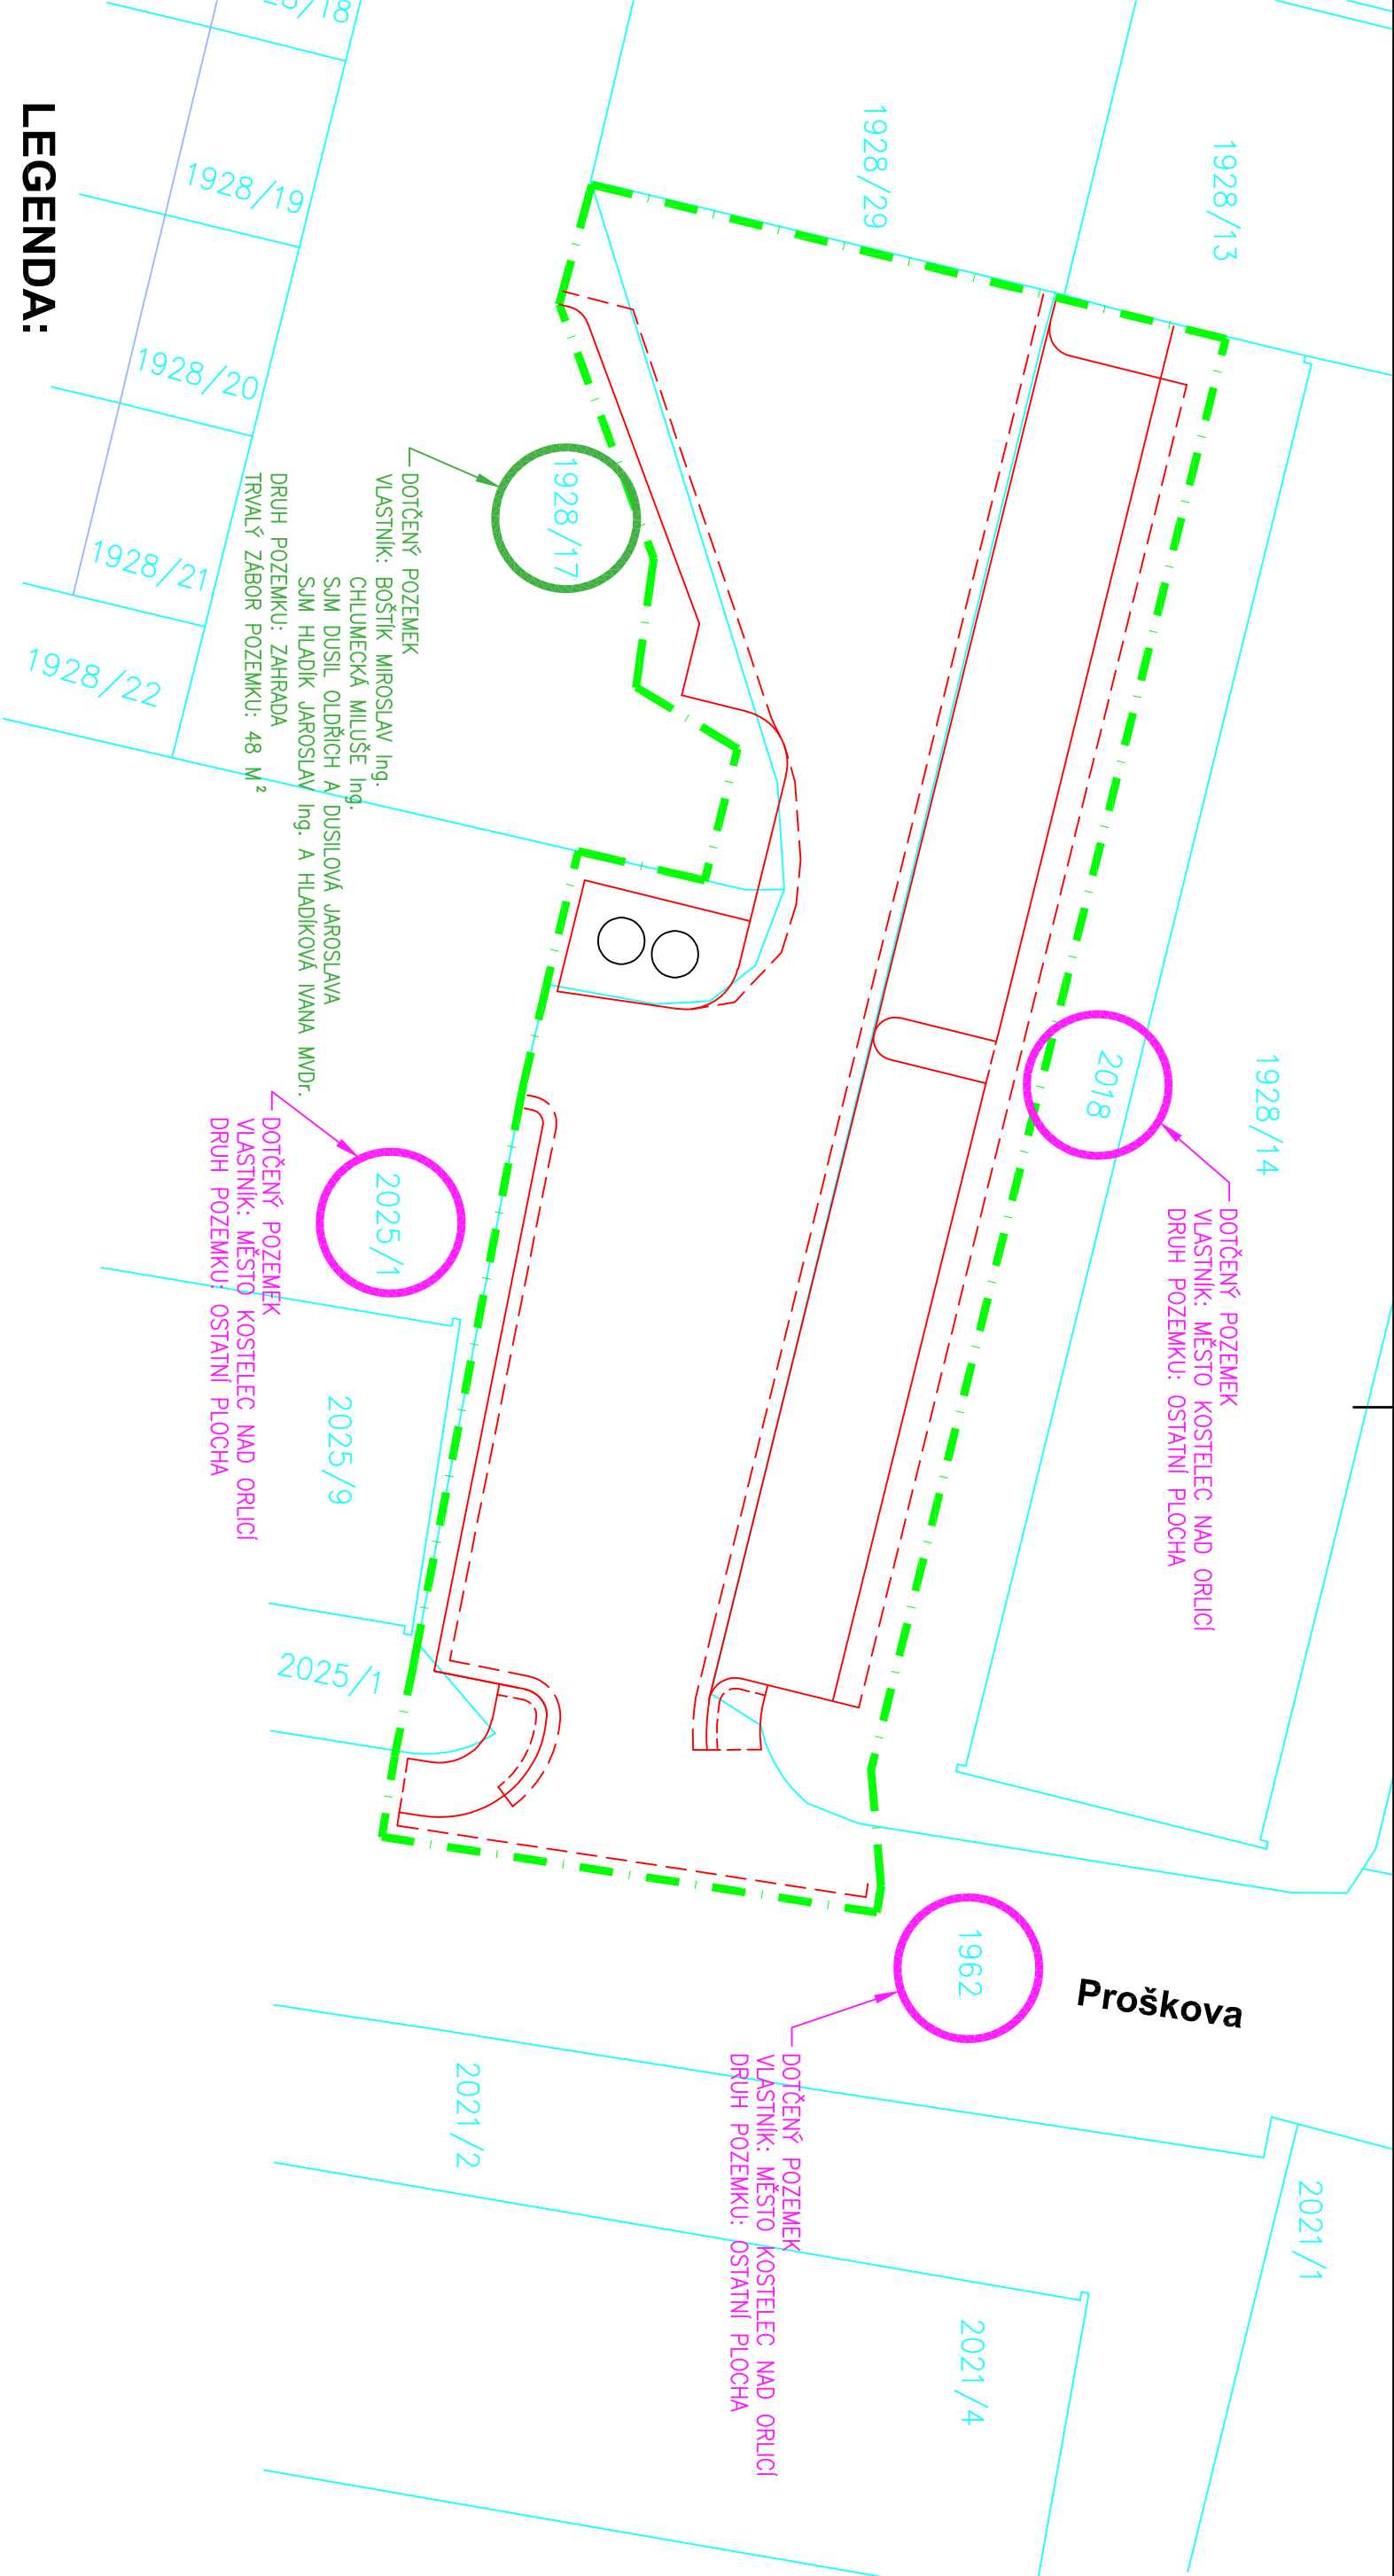 1928/13
1928/29
1928/14
2018
DOTČENÝ POZEMEK
VLASTNÍK: MĚSTO KOSTELEC NAD ORLICÍ
DRUH POZEMKU: OSTATNÍ PLOCHA
1928/17
DOTČENÝ POZEMEK
VLASTNÍK: BOŠTÍK MIROSLAV Ing.
CHLUMECKÁ MILUŠE Ing.
SJM DUSIL OLDŘICH A DUSILOVÁ JAROSLAVA
SJM HLADÍK JAROSLAV Ing. A HLADÍKOVÁ IVANA MVDr.
DRUH POZEMKU: ZAHRADA
TRVALÝ ZÁBOR POZEMKU: 48 M²
2025/1
DOTČENÝ POZEMEK
VLASTNÍK: MĚSTO KOSTELEC NAD ORLICÍ
DRUH POZEMKU: OSTATNÍ PLOCHA
2025/9
2025/1
1962
Proškova
DOTČENÝ POZEMEK
VLASTNÍK: MĚSTO KOSTELEC NAD ORLICÍ
DRUH POZEMKU: OSTATNÍ PLOCHA
2021/1
2021/4
2021/2
1928/19
1928/20
1928/21
1928/22
LEGENDA: